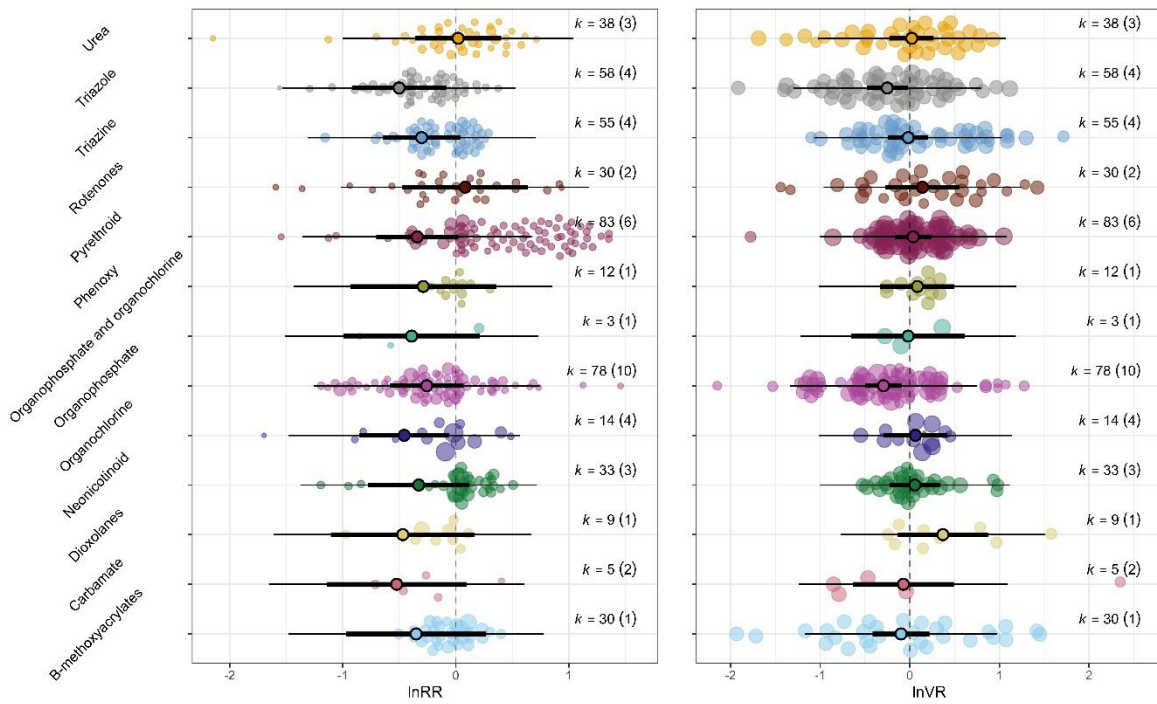 Urea
k = 38 (3)
k = 38 (3)
Triazole
k = 58 (4)
k = 58 (4)
Triazine
k = 55 (4)
k = 55 (4)
Rotenones
k = 30 (2)
k = 30 (2)
Pyrethroid
k = 83 (6)
k = 83 (6)
Phenoxy
k = 12 (1)
k = 12 (1)
Organophosphate and organochlorine
k = 3 (1)
k = 3 (1)
Organophosphate
k = 78 (10)
k = 78 (10)
Organochlorine
k = 14 (4)
k = 14 (4)
Neonicotinoid
k = 33 (3)
k = 33 (3)
Dioxolanes
k = 9 (1)
k = 9 (1)
Carbamate
k = 5 (2)
k = 5 (2)
B-methoxyacrylates
k = 30 (1)
k = 30 (1)
-2 -1 0 1
-2 -1 0 1 2
lnRR
lnVR